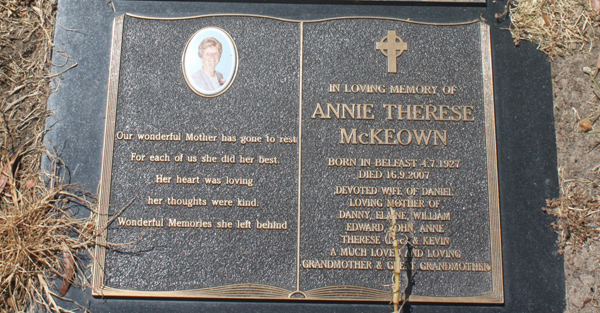 Our wonderful Mother has gone to rest
For each of us she did her best.
Her heart was loving
her thoughts were kind.
Wonderful Memories she left behind
IN LOVING MEMORY OF
ANNIE THERESE
McKEOWN
BORN IN BELFAST 4.7.1927
DIED 16.9.2007
DEVOTED WIFE OF DANIEL
LOVING MOTHER OF
DANNY, ELAINE, WILLIAM
EDWARD, JOHN, ANNE
THERESE & KEVIN
A MUCH LOVED AND LOVING
GRANDMOTHER & GREAT GRANDMOTHER